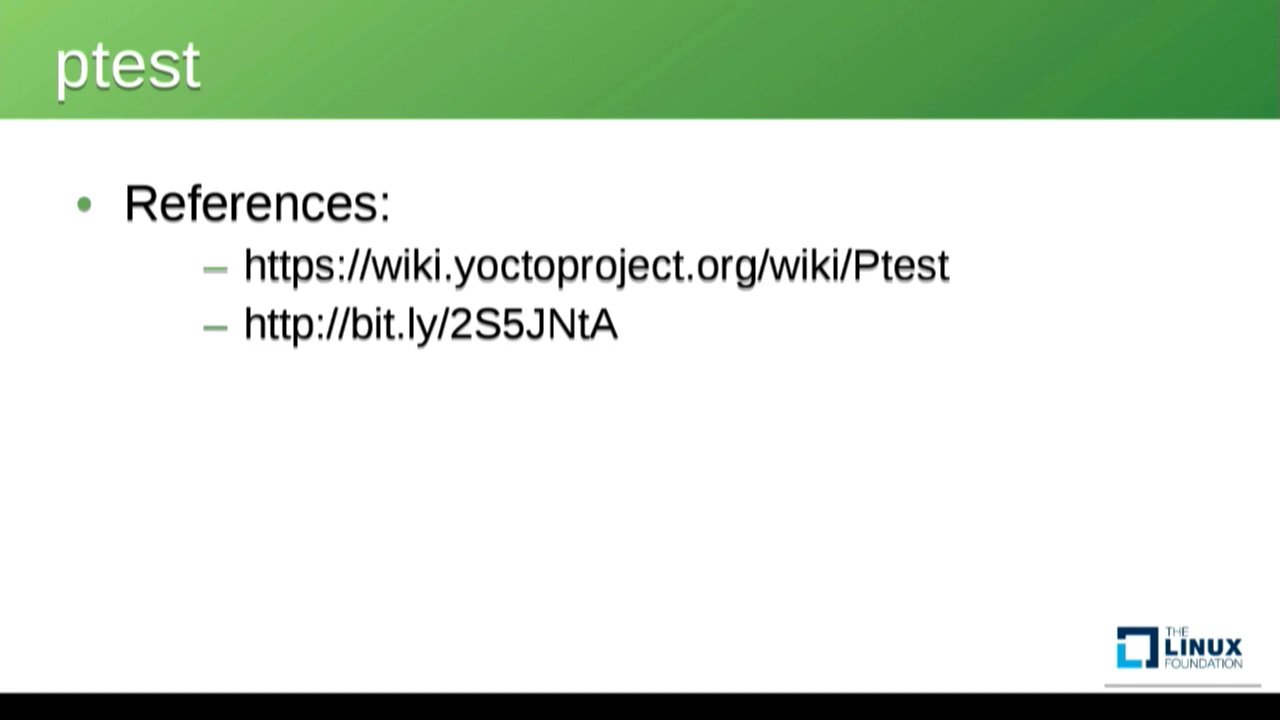 ptest
• References:
– https://wiki.yoctoproject.org/wiki/Ptest
– http://bit.ly/2S5JNtA
THE
LINUX
FOUNDATION